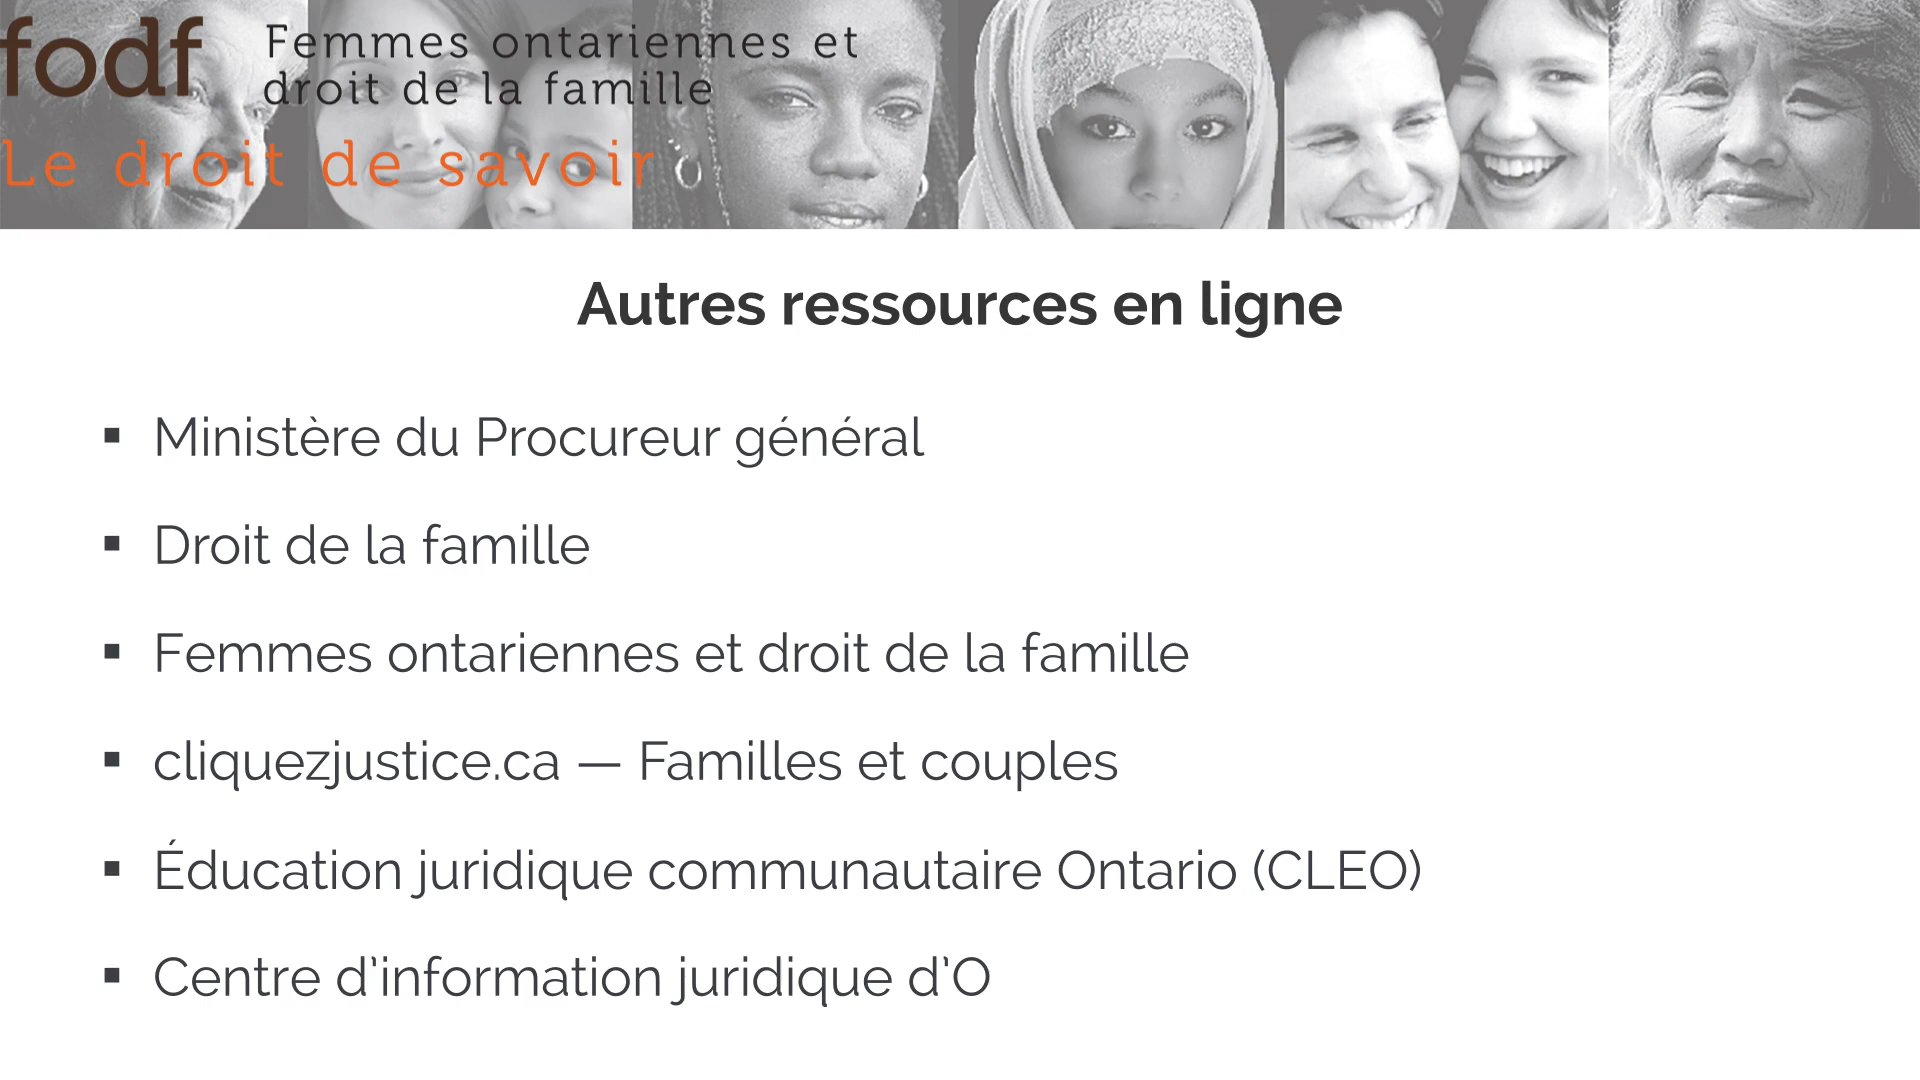 fodf
Femmes ontariennes et
droit de la famille
Le droit de savoir
Autres ressources en ligne
▪ Ministère du Procureur général
▪ Droit de la famille
▪ Femmes ontariennes et droit de la famille
▪ cliquezjustice.ca — Familles et couples
▪ Éducation juridique communautaire Ontario (CLEO)
▪ Centre d’information juridique d’O